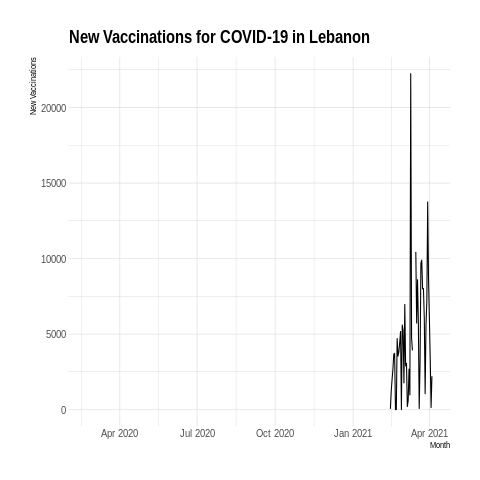 New Vaccinations for COVID-19 in Lebanon
New Vaccinations
20000
15000
10000
5000
0
Apr 2020
Jul 2020
Oct 2020
Jan 2021
Apr 2021
Month